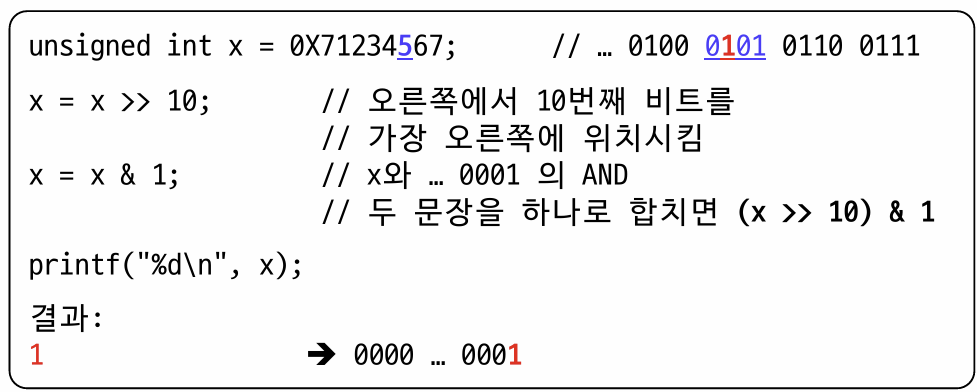 unsigned int x = 0X71234567; // … 0100 0101 0110 0111
x = x >> 10; // 오른쪽에서 10번째 비트를
// 가장 오른쪽에 위치시킴
x = x & 1; // x와 … 0001 의 AND
// 두 문장을 하나로 합치면 (x >> 10) & 1
printf("%d\n", x);
결과:
1 ➔ 0000 … 0001